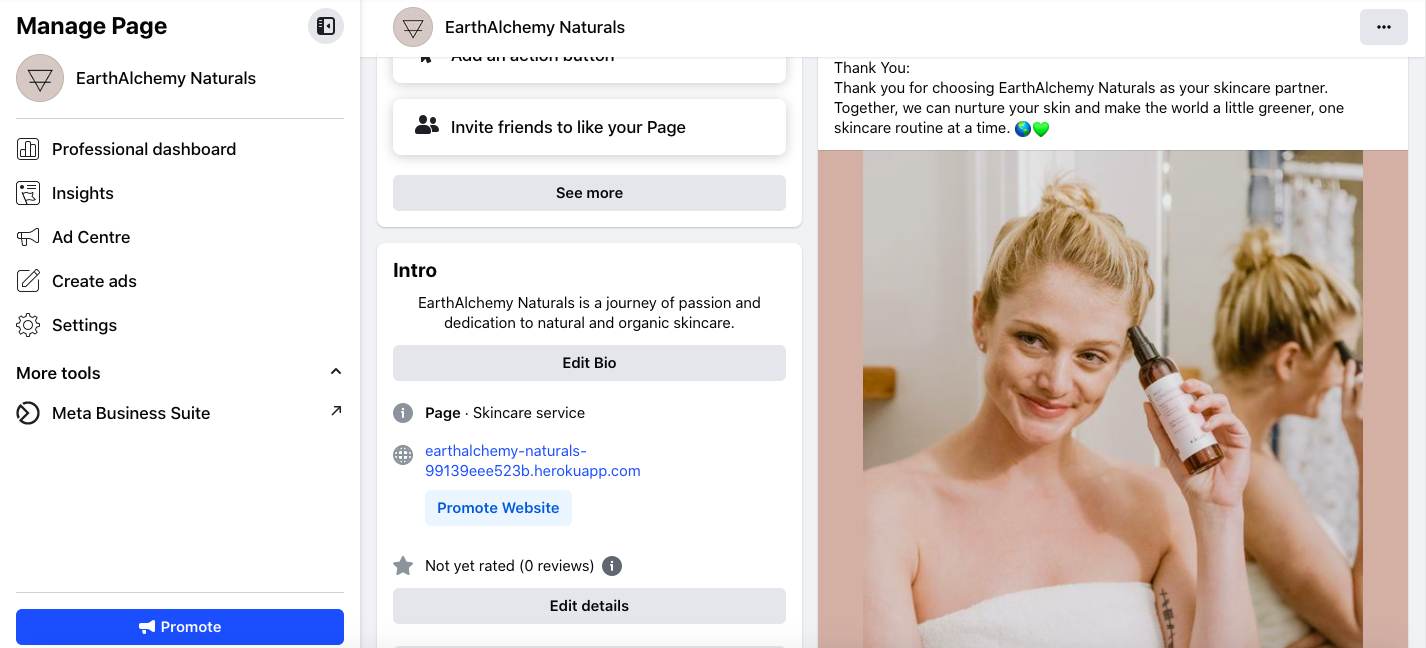 Manage Page
EarthAlchemy Naturals
Professional dashboard
Insights
Ad Centre
Create ads
Settings
More tools
Meta Business Suite
Promote
EarthAlchemy Naturals
Add an action button
Invite friends to like your Page
See more
Intro
EarthAlchemy Naturals is a journey of passion and
dedication to natural and organic skincare.
Edit Bio
Page · Skincare service
earthalchemy-naturals-
99139eee523b.herokuapp.com
Promote Website
Not yet rated (0 reviews)
Edit details
Thank You:
Thank you for choosing EarthAlchemy Naturals as your skincare partner.
Together, we can nurture your skin and make the world a little greener, one
skincare routine at a time. 🌎💚